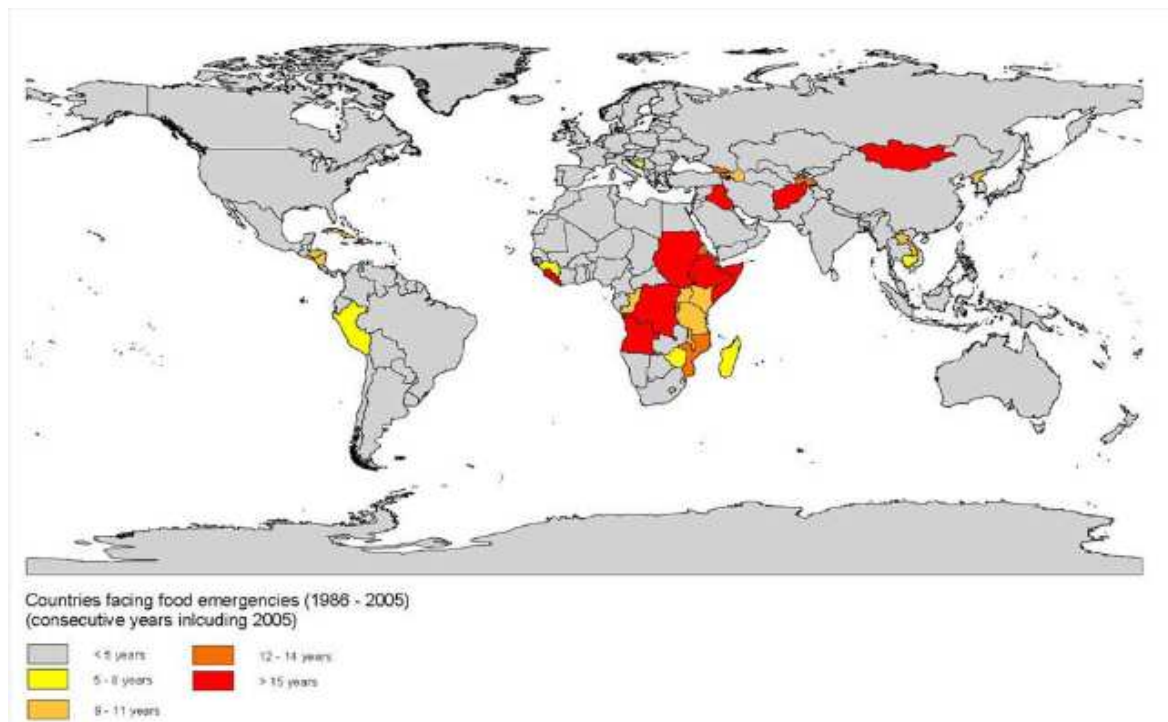 Countries facing food emergencies (1986 - 2005)
(consecutive years inlcuding 2005)
< 5 years
5 - 8 years
9 - 11 years
12 - 14 years
> 15 years